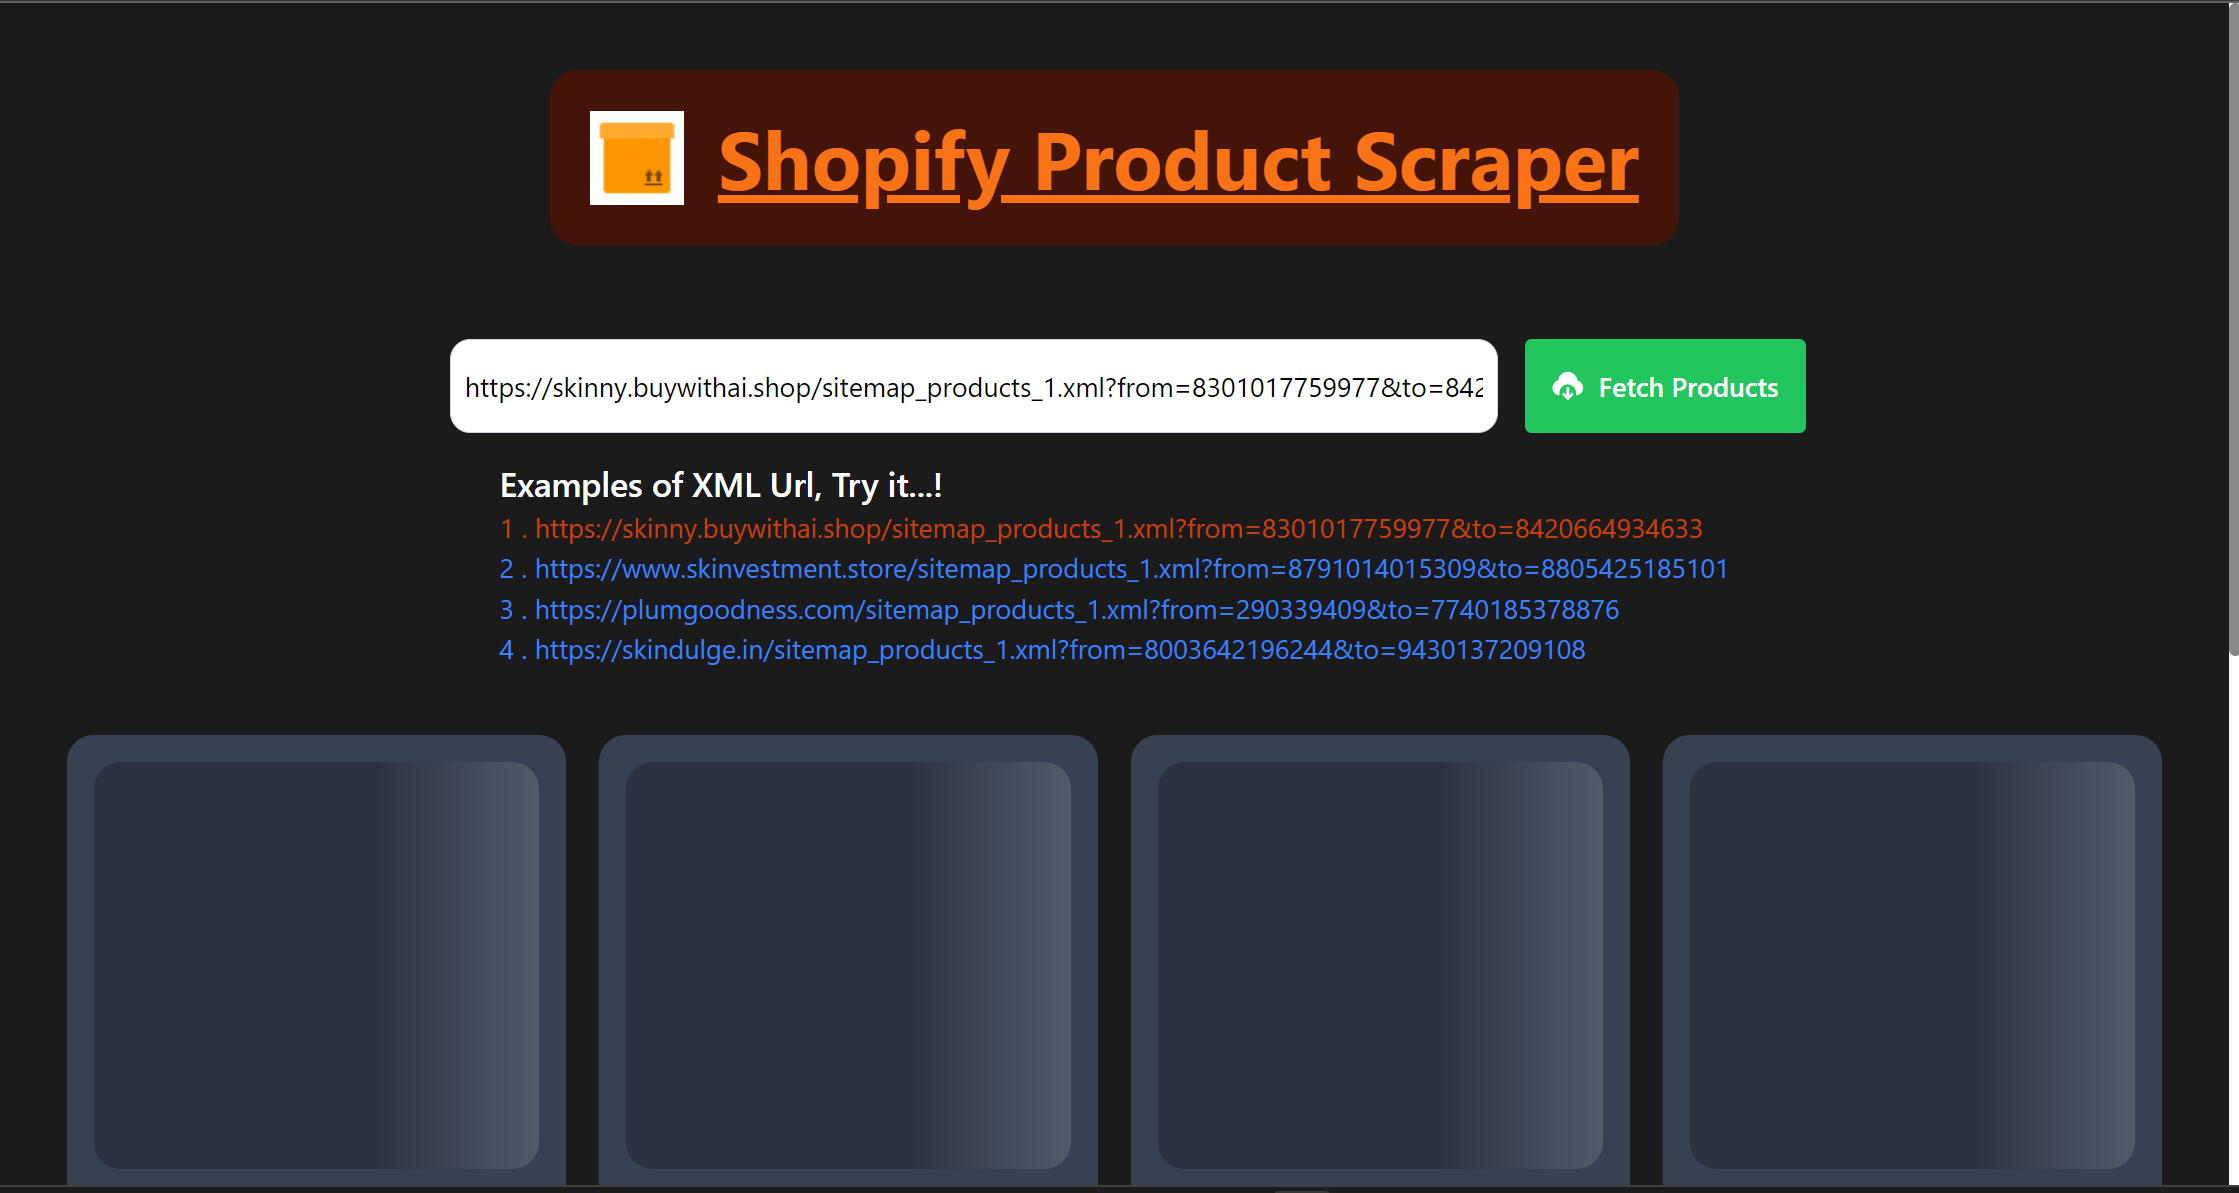 Shopify Product Scraper
https://skinny.buywithai.shop/sitemap_products_1.xml?from=8301017759977&to=842
Fetch Products
Examples of XML Url, Try it...!
1 . https://skinny.buywithai.shop/sitemap_products_1.xml?from=8301017759977&to=8420664934633
2 . https://www.skinvestment.store/sitemap_products_1.xml?from=8791014015309&to=8805425185101
3 . https://plumgoodness.com/sitemap_products_1.xml?from=290339409&to=7740185378876
4 . https://skindulge.in/sitemap_products_1.xml?from=8003642196244&to=9430137209108